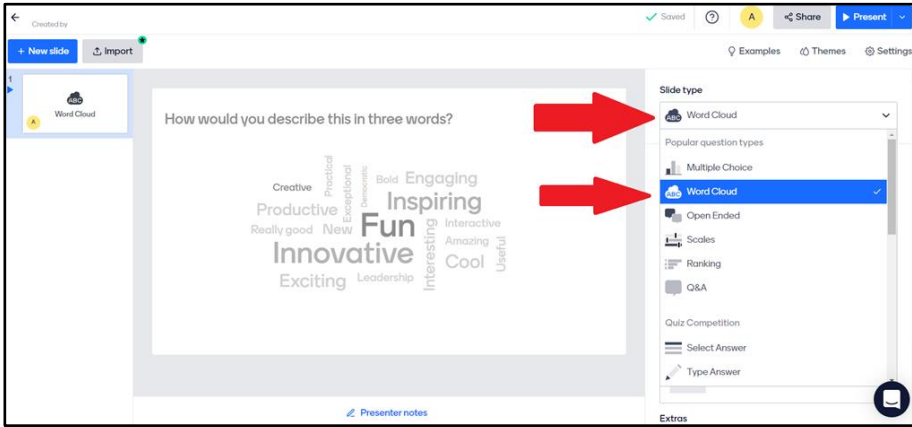 Created by
Saved
?
A
Share
Present
+ New slide
Import
Examples
Themes
Settings
1
ABC
Word Cloud
A
How would you describe this in three words?
Practical
Exceptional
Democratic
Bold
Engaging
Creative
Inspiring
Productive
Fun
Interactive
Really good
New
Interesting
Amazing
Useful
Innovative
Cool
Exciting
Leadership
Presenter notes
Slide type
ABC
Word Cloud
Popular question types
Multiple Choice
ABC
Word Cloud
Open Ended
Scales
Ranking
Q&A
Quiz Competition
Select Answer
Type Answer
Extras